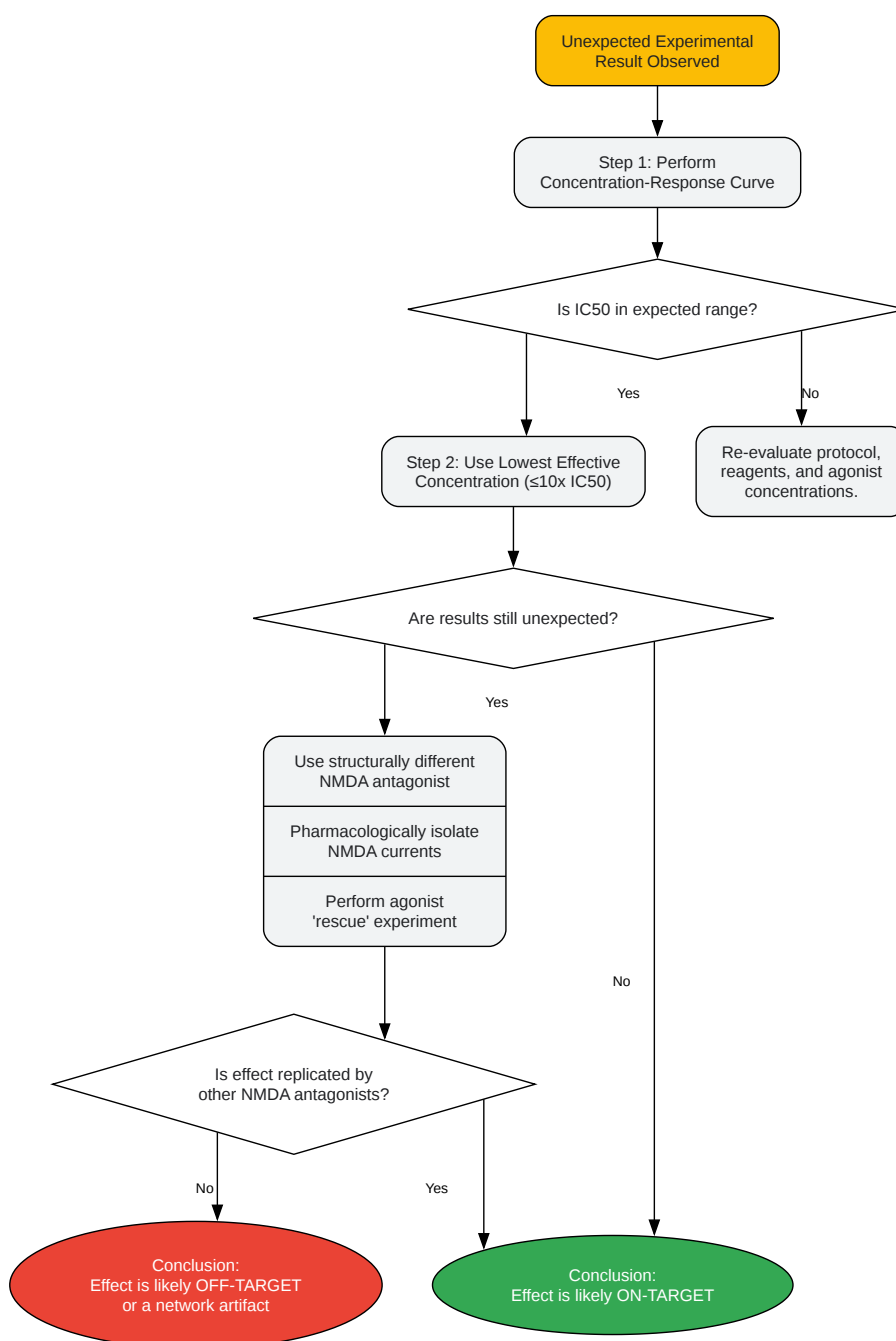 Unexpected Experimental
Result Observed
Step 1: Perform
Concentration-Response Curve
Is IC50 in expected range?
Yes
No
Step 2: Use Lowest Effective
Concentration (≤10x IC50)
Re-evaluate protocol,
reagents, and agonist
concentrations.
Are results still unexpected?
Yes
Use structurally different
NMDA antagonist
Pharmacologically isolate
NMDA currents
Perform agonist
'rescue' experiment
No
Is effect replicated by
other NMDA antagonists?
No
Yes
Conclusion:
Effect is likely OFF-TARGET
or a network artifact
Conclusion:
Effect is likely ON-TARGET